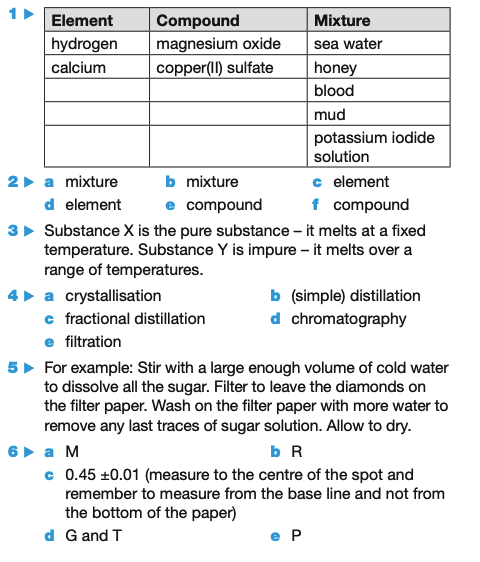 1 ▶ Element Compound Mixture
hydrogen magnesium oxide sea water
calcium copper(II) sulfate honey
blood
mud
potassium iodide
solution
2 ▶ a mixture b mixture c element
d element e compound f compound
3 ▶ Substance X is the pure substance – it melts at a fixed
temperature. Substance Y is impure – it melts over a
range of temperatures.
4 ▶ a crystallisation b (simple) distillation
c fractional distillation d chromatography
e filtration
5 ▶ For example: Stir with a large enough volume of cold water
to dissolve all the sugar. Filter to leave the diamonds on
the filter paper. Wash on the filter paper with more water to
remove any last traces of sugar solution. Allow to dry.
6 ▶ a M b R
c 0.45 ±0.01 (measure to the centre of the spot and
remember to measure from the base line and not from
the bottom of the paper)
d G and T e P